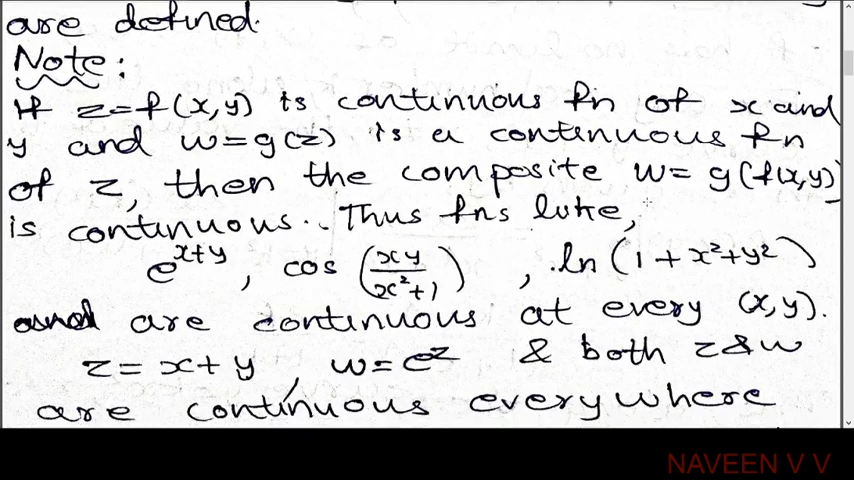 are defined.
Note:
If z=f(x,y) is continuous fn of x and
y and w=g(z) is a continuous fn
of z, then the composite w= g(f(x,y))
is continuous. Thus fns like,
e^{x+y}, cos (xy/(x²+1)), ln (1+x²+y²)
and are continuous at every (x,y).
z=x+y, w=e^z & both z&w
are continuous everywhere
NAVEEN V V